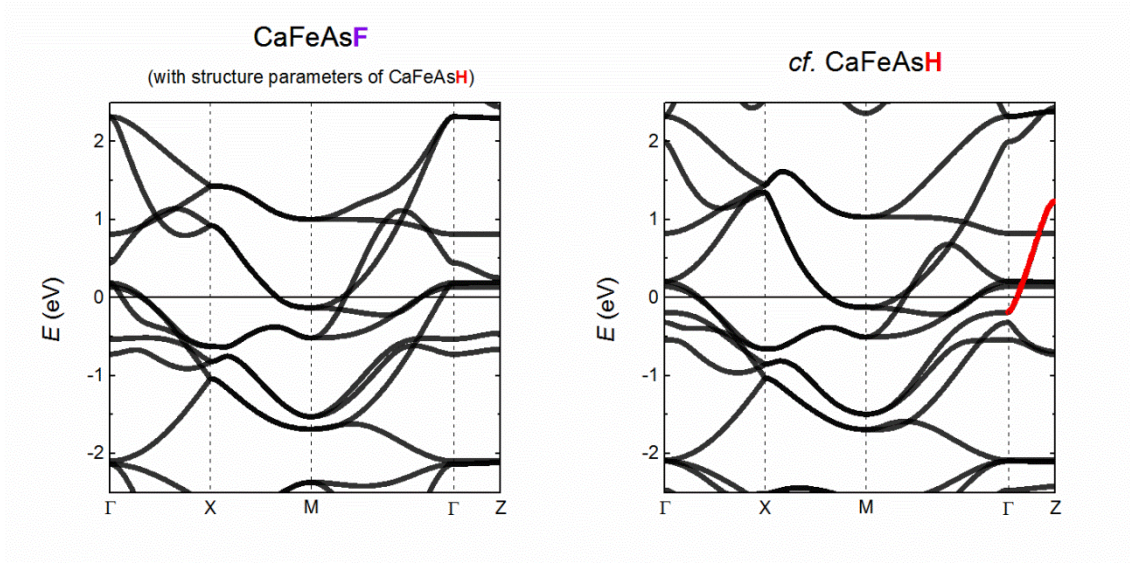 CaFeAsF
(with structure parameters of CaFeAsH)
E (eV)
2
1
0
-1
-2
Γ X M Γ Z
cf. CaFeAsH
E (eV)
2
1
0
-1
-2
Γ X M Γ Z